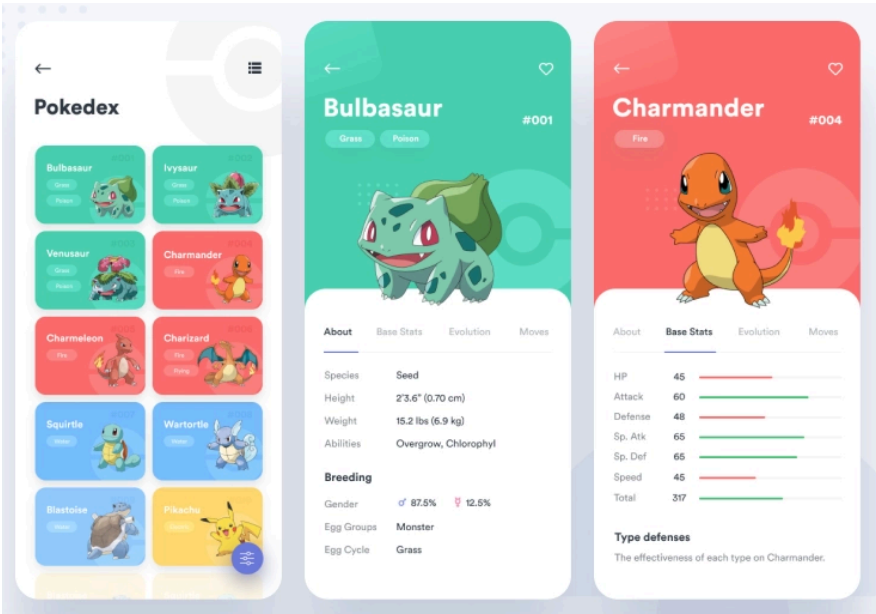 Pokedex
Bulbasaur
#001
Grass
Poison
Ivysaur
Grass
Poison
Venusaur
Grass
Poison
Charmander
#004
Fire
Charmeleon
Fire
Charizard
Fire
Flying
Squirtle
#007
Water
Wartortle
Water
Blastoise
Water
Pikachu
Bulbasaur
#001
Grass Poison
About Base Stats Evolution Moves
Species Seed
Height 2'3.6" (0.70 cm)
Weight 15.2 lbs (6.9 kg)
Abilities Overgrow, Chlorophyl
Breeding
Gender ♂ 87.5% ♀ 12.5%
Egg Groups Monster
Egg Cycle Grass
Charmander
#004
Fire
About Base Stats Evolution Moves
HP 45
Attack 60
Defense 48
Sp. Atk 65
Sp. Def 65
Speed 45
Total 317
Type defenses
The effectiveness of each type on Charmander.